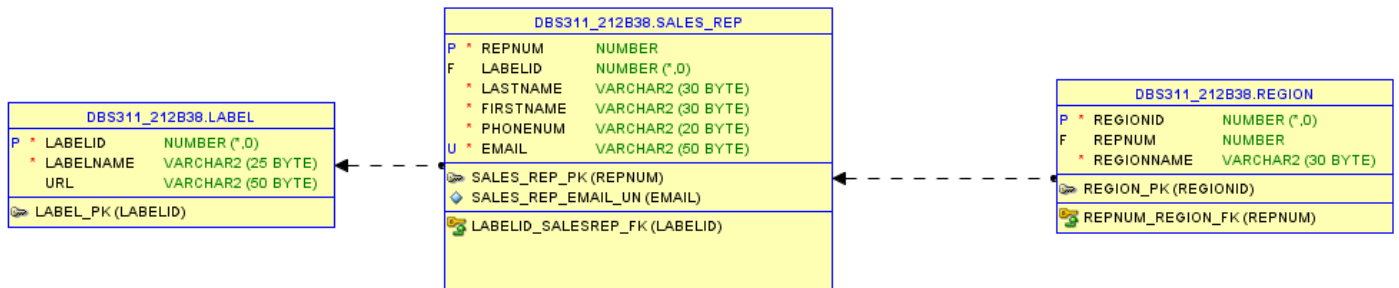 DBS311_212B38.LABEL
P * LABELID NUMBER (*,0)
* LABELNAME VARCHAR2 (25 BYTE)
URL VARCHAR2 (50 BYTE)
LABEL_PK (LABELID)
DBS311_212B38.SALES_REP
P * REPNUM NUMBER
F LABELID NUMBER (*,0)
* LASTNAME VARCHAR2 (30 BYTE)
* FIRSTNAME VARCHAR2 (30 BYTE)
* PHONENUM VARCHAR2 (20 BYTE)
U * EMAIL VARCHAR2 (50 BYTE)
SALES_REP_PK (REPNUM)
SALES_REP_EMAIL_UN (EMAIL)
LABELID_SALESREP_FK (LABELID)
DBS311_212B38.REGION
P * REGIONID NUMBER (*,0)
F REPNUM NUMBER
* REGIONNAME VARCHAR2 (30 BYTE)
REGION_PK (REGIONID)
REPNUM_REGION_FK (REPNUM)